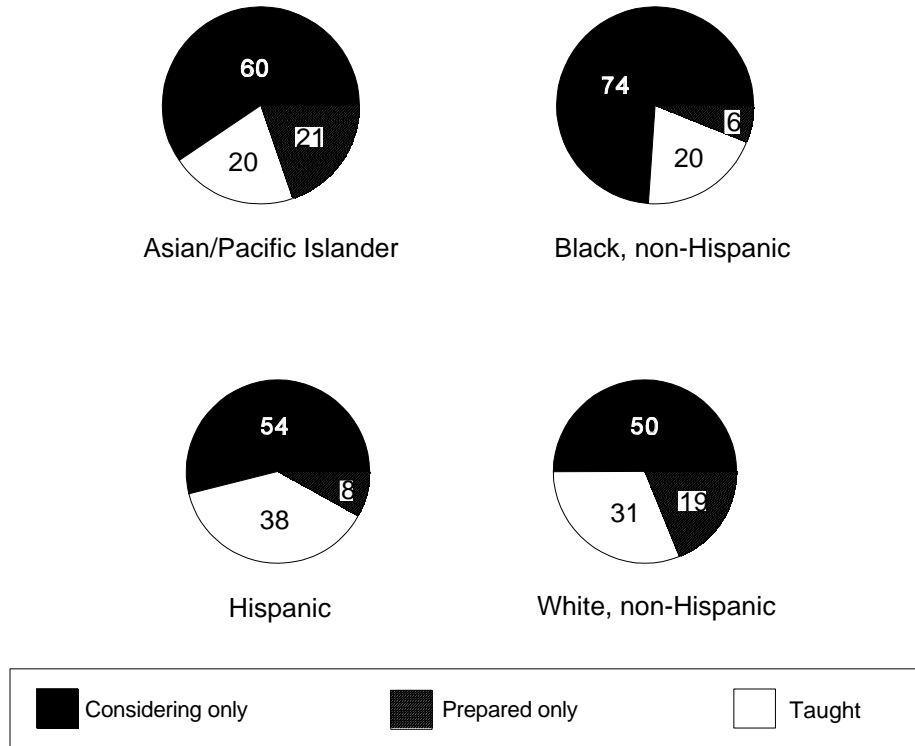 60
74
21
6
20
20
Asian/Pacific Islander
Black, non-Hispanic
54
50
8
19
38
31
Hispanic
White, non-Hispanic
Considering only
Prepared only
Taught